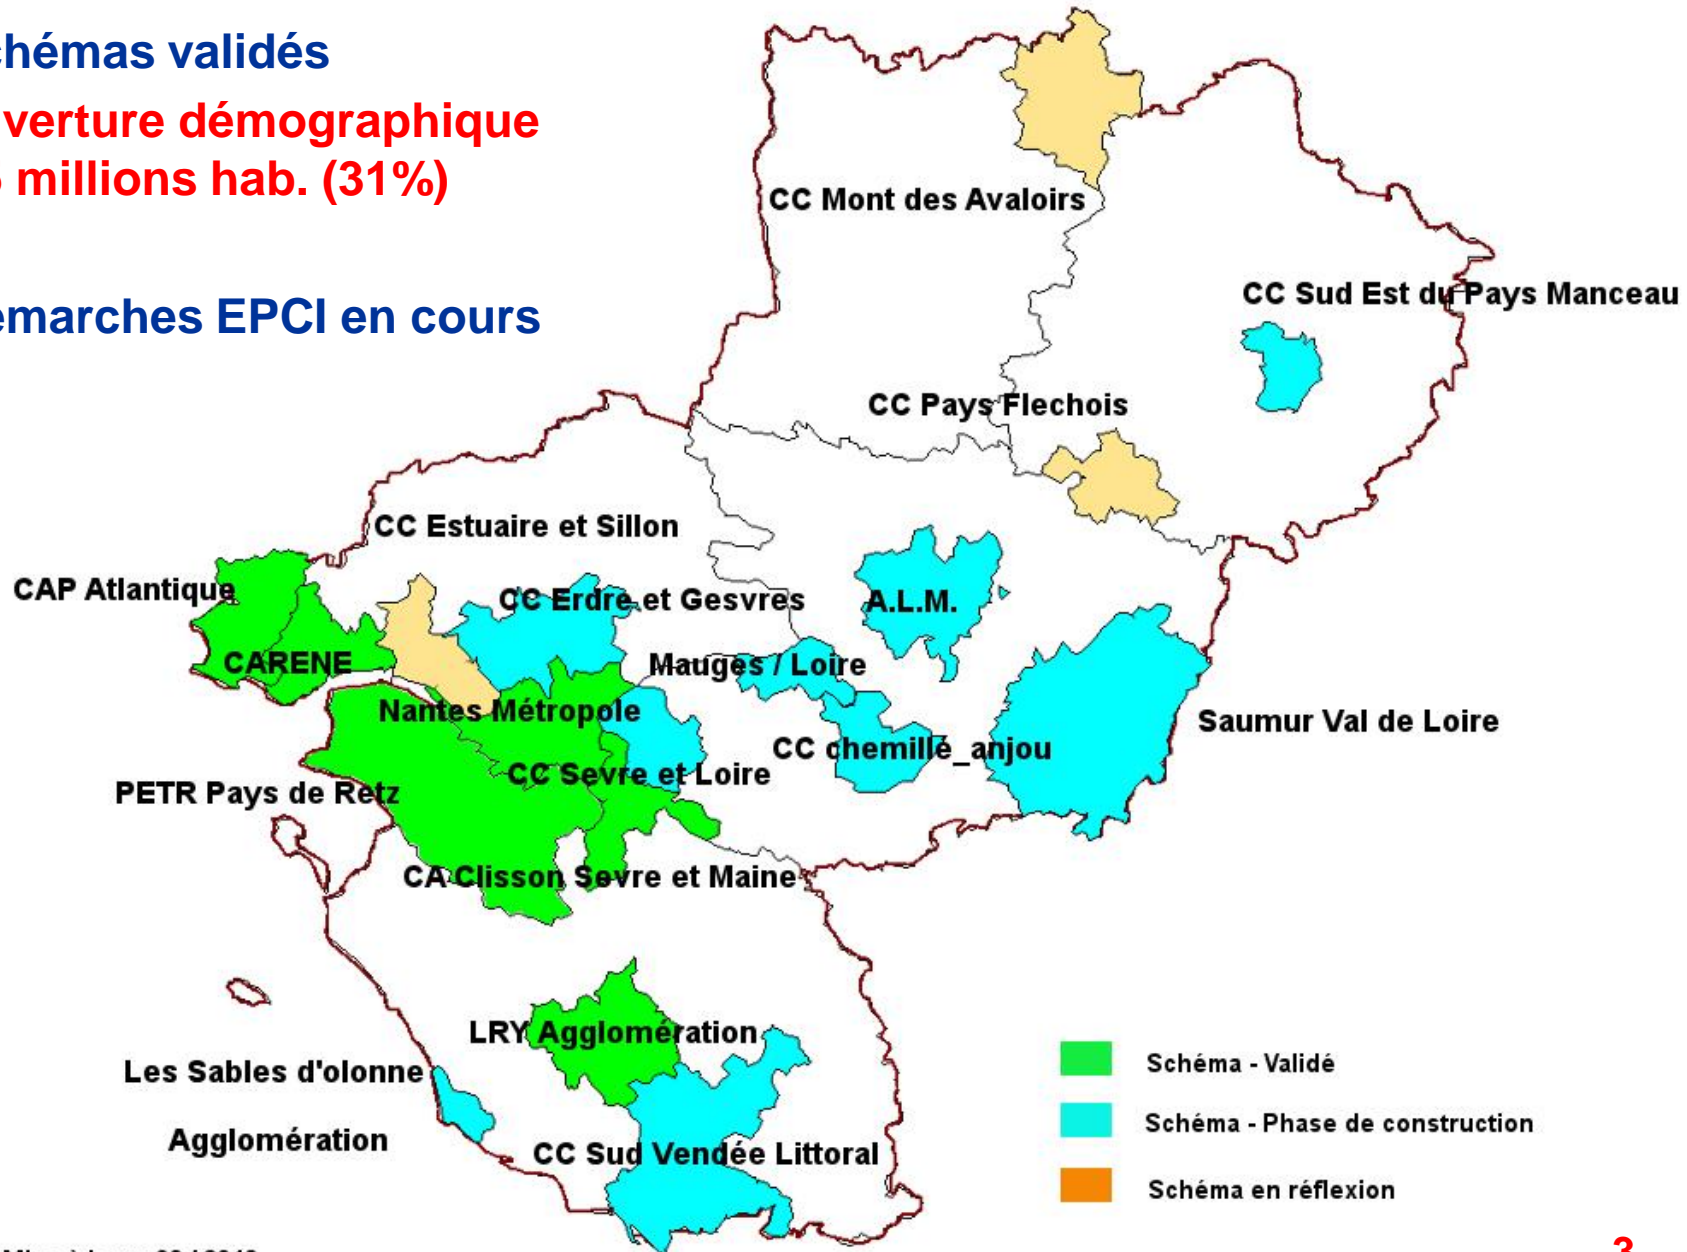 chémas validés
verture démographique
millions hab. (31%)
emarches EPCI en cours
CC Mont des Avaloirs
CC Sud Est du Pays Manceau
CC Pays Flechois
CC Estuaire et Sillon
CAP Atlantique
CC Erdre et Gesvres
A.L.M.
CARENE
Mauges / Loire
Nantes Métropole
Saumur Val de Loire
CC chemille_anjou
CC Sevre et Loire
PETR Pays de Retz
CA Clisson Sevre et Maine
LRY Agglomération
Les Sables d'olonne
Agglomération
CC Sud Vendée Littoral
Schéma - Validé
Schéma - Phase de construction
Schéma en réflexion
3